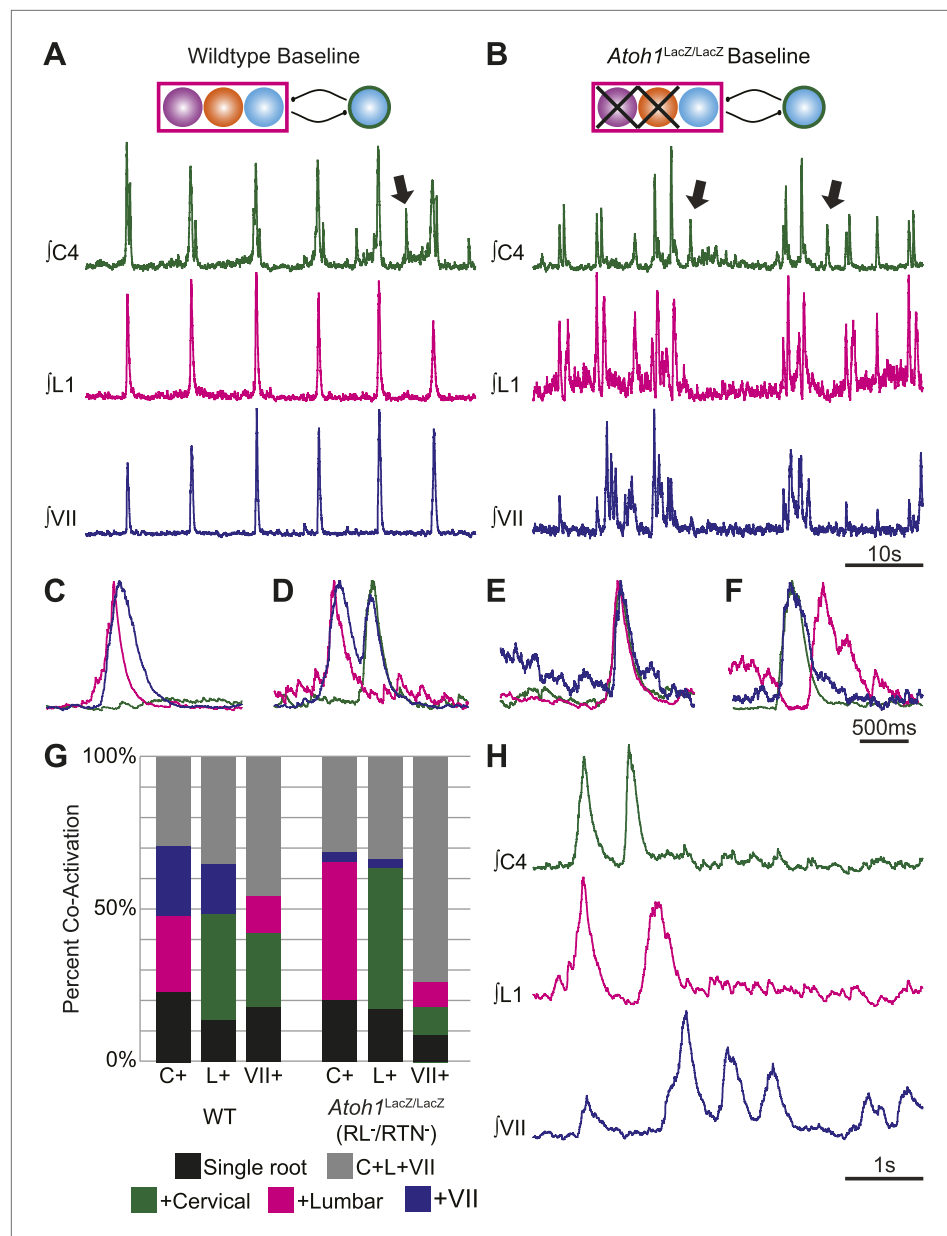 A
Wildtype Baseline
B
Atoh1LacZ/LacZ Baseline
∫C4
∫C4
∫L1
∫L1
∫VII
∫VII
10s
C
D
E
F
500ms
G
H
100%
50%
0%
Percent Co-Activation
C+ L+ VII+ C+ L+ VII+
WT
Atoh1LacZ/LacZ
(RL-/RTN-)
Single root
C+L+VII
+Cervical
+Lumbar
+VII
∫C4
∫L1
∫VII
1s